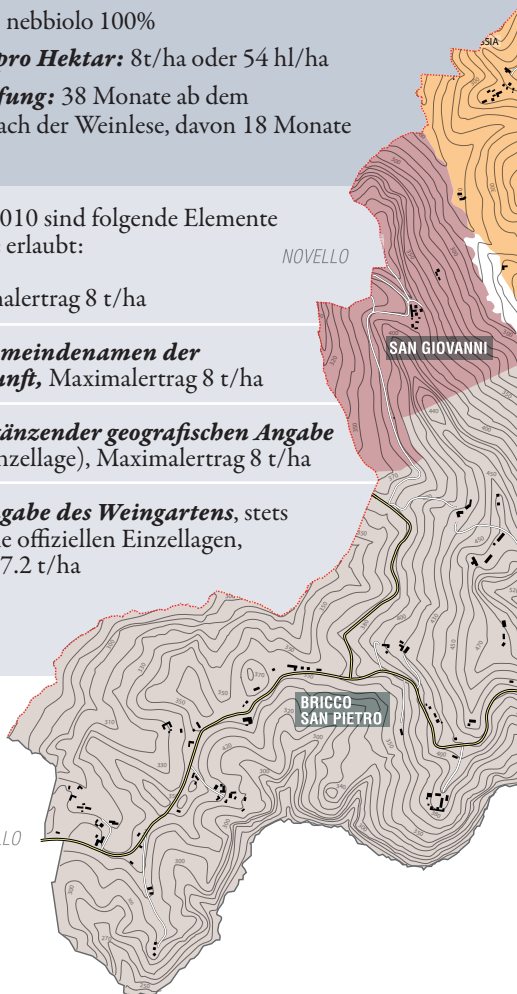 nebbiolo 100%
pro Hektar: 8t/ha oder 54 hl/ha
fung: 38 Monate ab dem
ach der Weinlese, davon 18 Monate
010 sind folgende Elemente
erlaubt:
alertrag 8 t/ha
meindenamen der
unft, Maximalertrag 8 t/ha
gänzender geografischen Angabe
nzellage), Maximalertrag 8 t/ha
gabe des Weingartens, stets
e offiziellen Einzellagen,
7.2 t/ha
NOVELLO
SAN GIOVANNI
BRICCO
SAN PIETRO
LLO